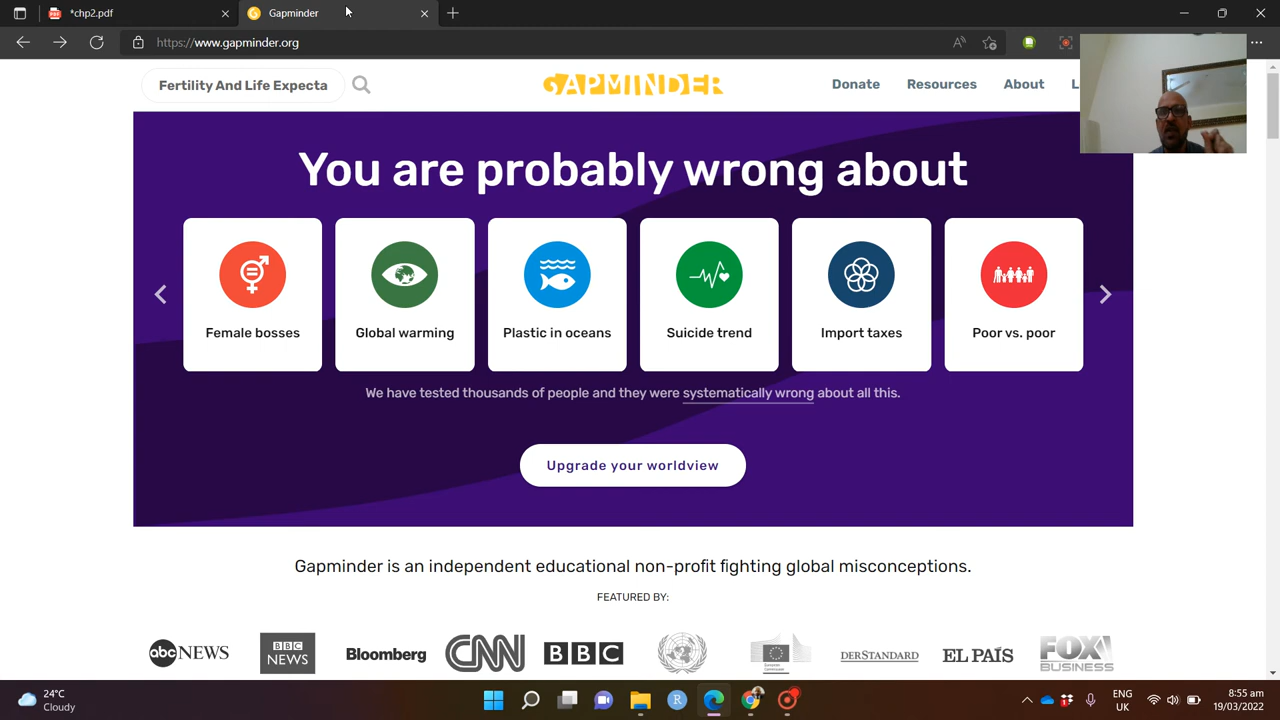 *chp2.pdf
Gapminder
https://www.gapminder.org
Fertility And Life Expecta
GAPMINDER
Donate
Resources
About
L
You are probably wrong about
Female bosses
Global warming
Plastic in oceans
Suicide trend
Import taxes
Poor vs. poor
We have tested thousands of people and they were systematically wrong about all this.
Upgrade your worldview
Gapminder is an independent educational non-profit fighting global misconceptions.
FEATURED BY:
abc NEWS
BBC NEWS
Bloomberg
CNN
BBC
DERSTANDARD
EL PAÍS
FOX BUSINESS
24°C
Cloudy
ENG
UK
8:55 am
19/03/2022